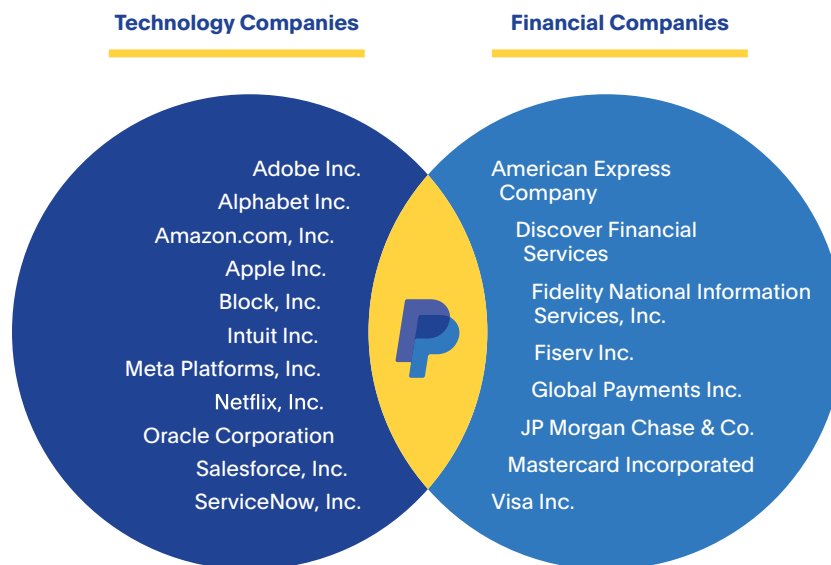 Technology Companies
Adobe Inc.
Alphabet Inc.
Amazon.com, Inc.
Apple Inc.
Block, Inc.
Intuit Inc.
Meta Platforms, Inc.
Netflix, Inc.
Oracle Corporation
Salesforce, Inc.
ServiceNow, Inc.
Financial Companies
American Express
Company
Discover Financial
Services
Fidelity National Information
Services, Inc.
Fiserv Inc.
Global Payments Inc.
JP Morgan Chase & Co.
Mastercard Incorporated
Visa Inc.